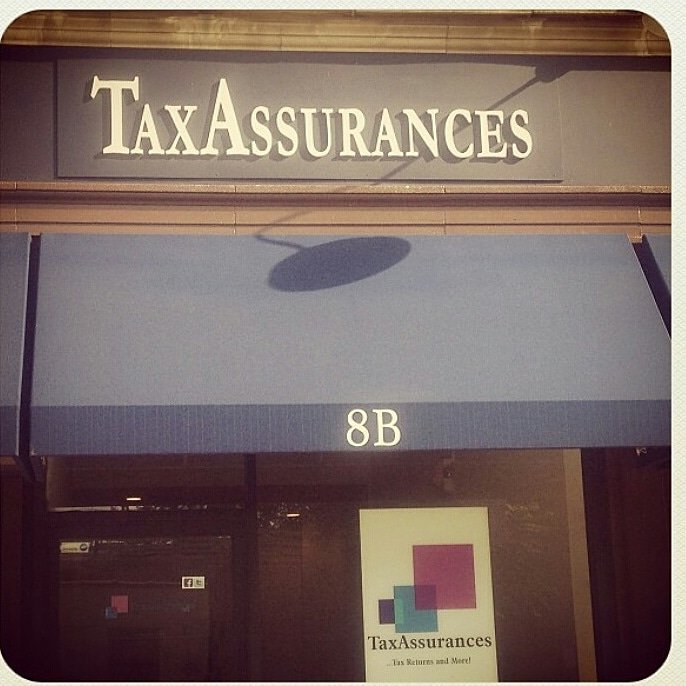 TAXASSURANCES
8B
TaxAssurances
...Tax Returns and More!